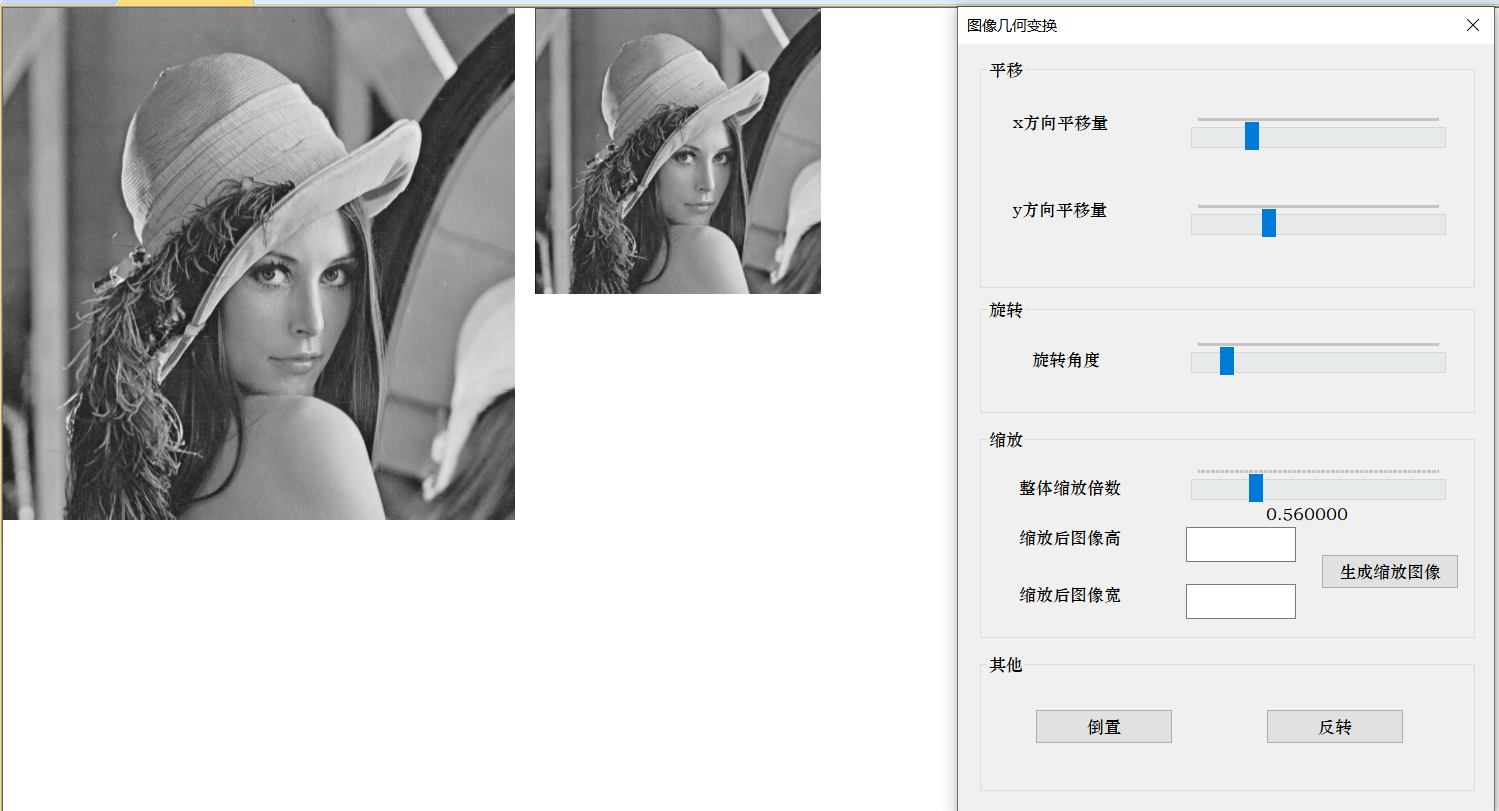 图像几何变换
平移
x方向平移量
y方向平移量
旋转
旋转角度
缩放
整体缩放倍数
0.560000
缩放后图像高
生成缩放图像
缩放后图像宽
其他
倒置
反转